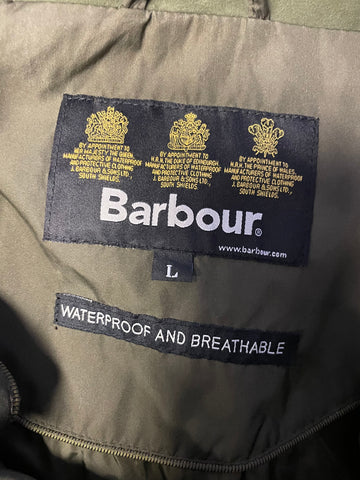 BY APPOINTMENT TO
HER MAJESTY THE QUEEN.
MANUFACTURERS OF WATERPROOF
AND PROTECTIVE CLOTHING
J. BARBOUR & SONS LTD.,
SOUTH SHIELDS.
BY APPOINTMENT TO
H.R.H. THE DUKE OF EDINBURGH.
MANUFACTURERS OF WATERPROOF
AND PROTECTIVE CLOTHING
J. BARBOUR & SONS LTD.,
SOUTH SHIELDS.
BY APPOINTMENT TO
H.R.H. THE PRINCE OF WALES.
MANUFACTURERS OF WATERPROOF
AND PROTECTIVE CLOTHING
J. BARBOUR & SONS LTD.,
SOUTH SHIELDS.
Barbour®
www.barbour.com
L
WATERPROOF AND BREATHABLE